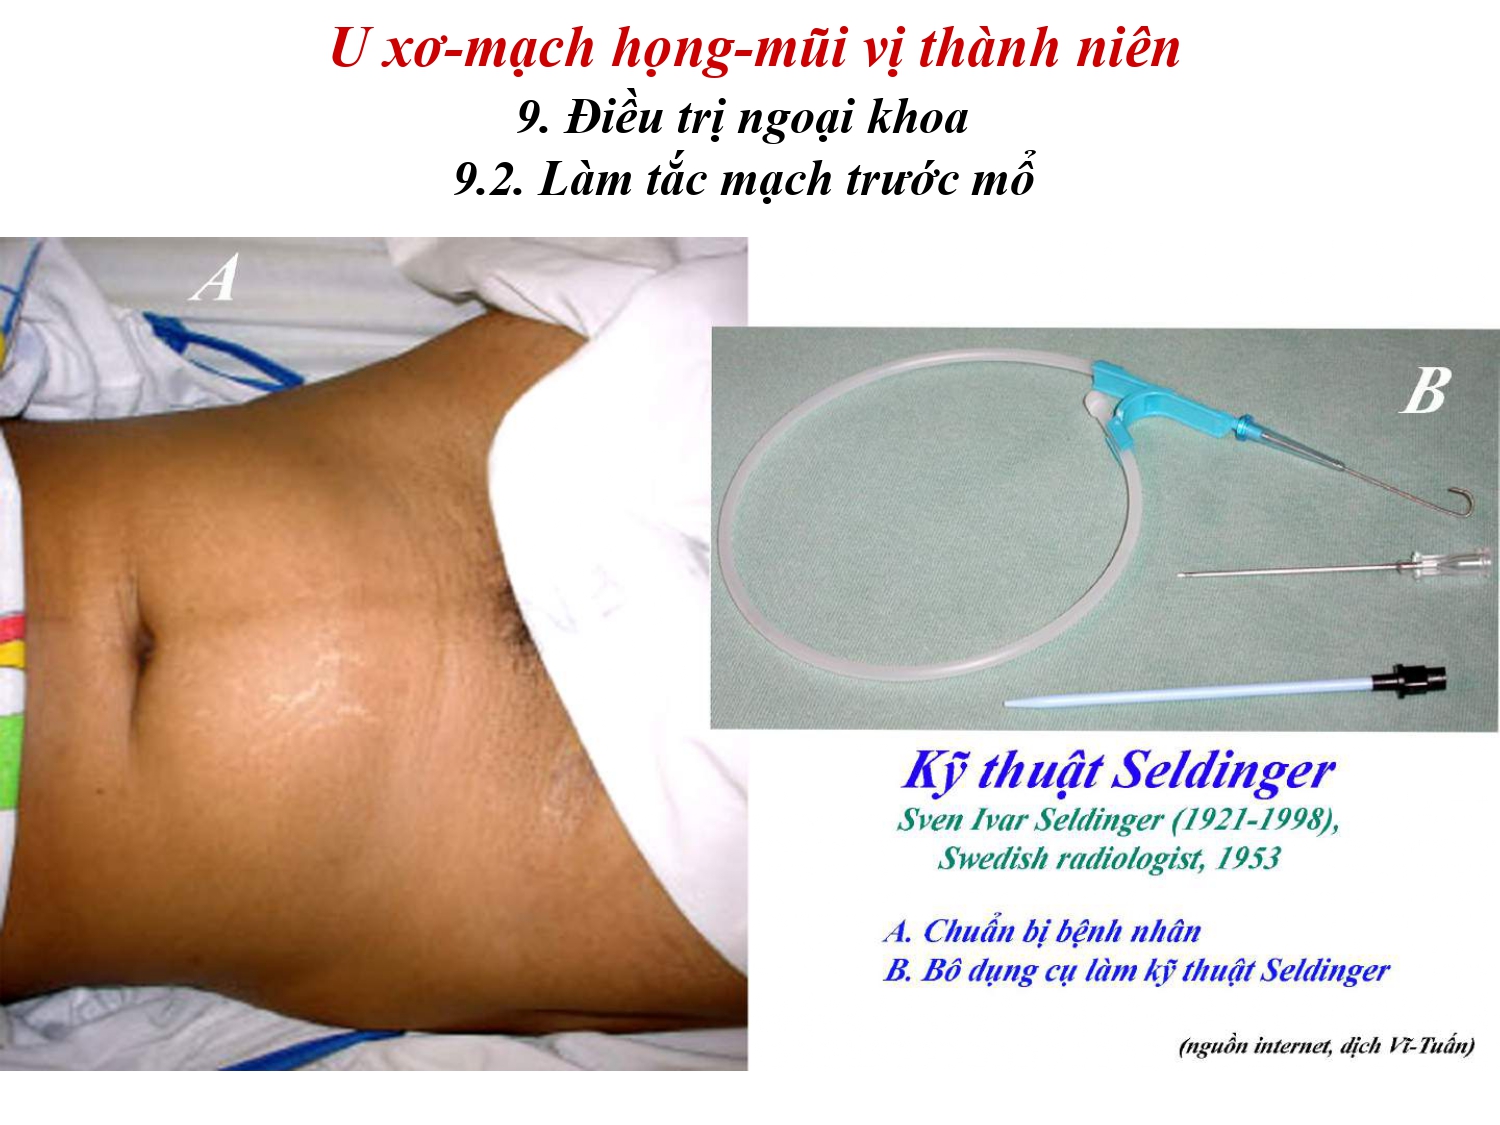 U xơ-mạch họng-mũi vị thành niên
9. Điều trị ngoại khoa
9.2. Làm tắc mạch trước mổ
A
B
Kỹ thuật Seldinger
Sven Ivar Seldinger (1921-1998),
Swedish radiologist, 1953
A. Chuẩn bị bệnh nhân
B. Bô dụng cụ làm kỹ thuật Seldinger
(nguồn internet, dịch Vĩ-Tuấn)